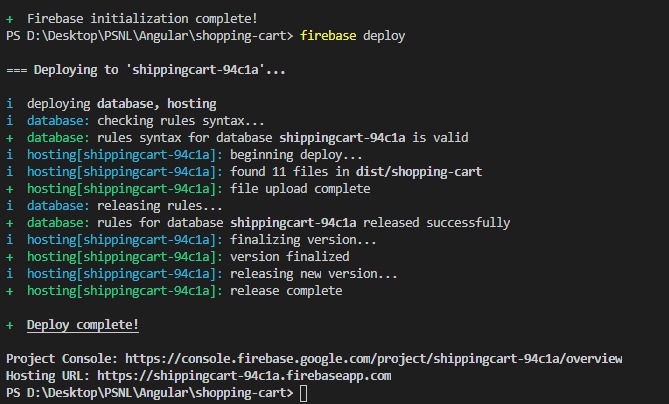 +  Firebase initialization complete!
PS D:\Desktop\PSNL\Angular\shopping-cart> firebase deploy
=== Deploying to 'shippingcart-94c1a'...
i  deploying database, hosting
i  database: checking rules syntax...
+  database: rules syntax for database shippingcart-94c1a is valid
i  hosting[shippingcart-94c1a]: beginning deploy...
i  hosting[shippingcart-94c1a]: found 11 files in dist/shopping-cart
+  hosting[shippingcart-94c1a]: file upload complete
i  database: releasing rules...
+  database: rules for database shippingcart-94c1a released successfully
i  hosting[shippingcart-94c1a]: finalizing version...
+  hosting[shippingcart-94c1a]: version finalized
i  hosting[shippingcart-94c1a]: releasing new version...
+  hosting[shippingcart-94c1a]: release complete
+  Deploy complete!
Project Console: https://console.firebase.google.com/project/shippingcart-94c1a/overview
Hosting URL: https://shippingcart-94c1a.firebaseapp.com
PS D:\Desktop\PSNL\Angular\shopping-cart>